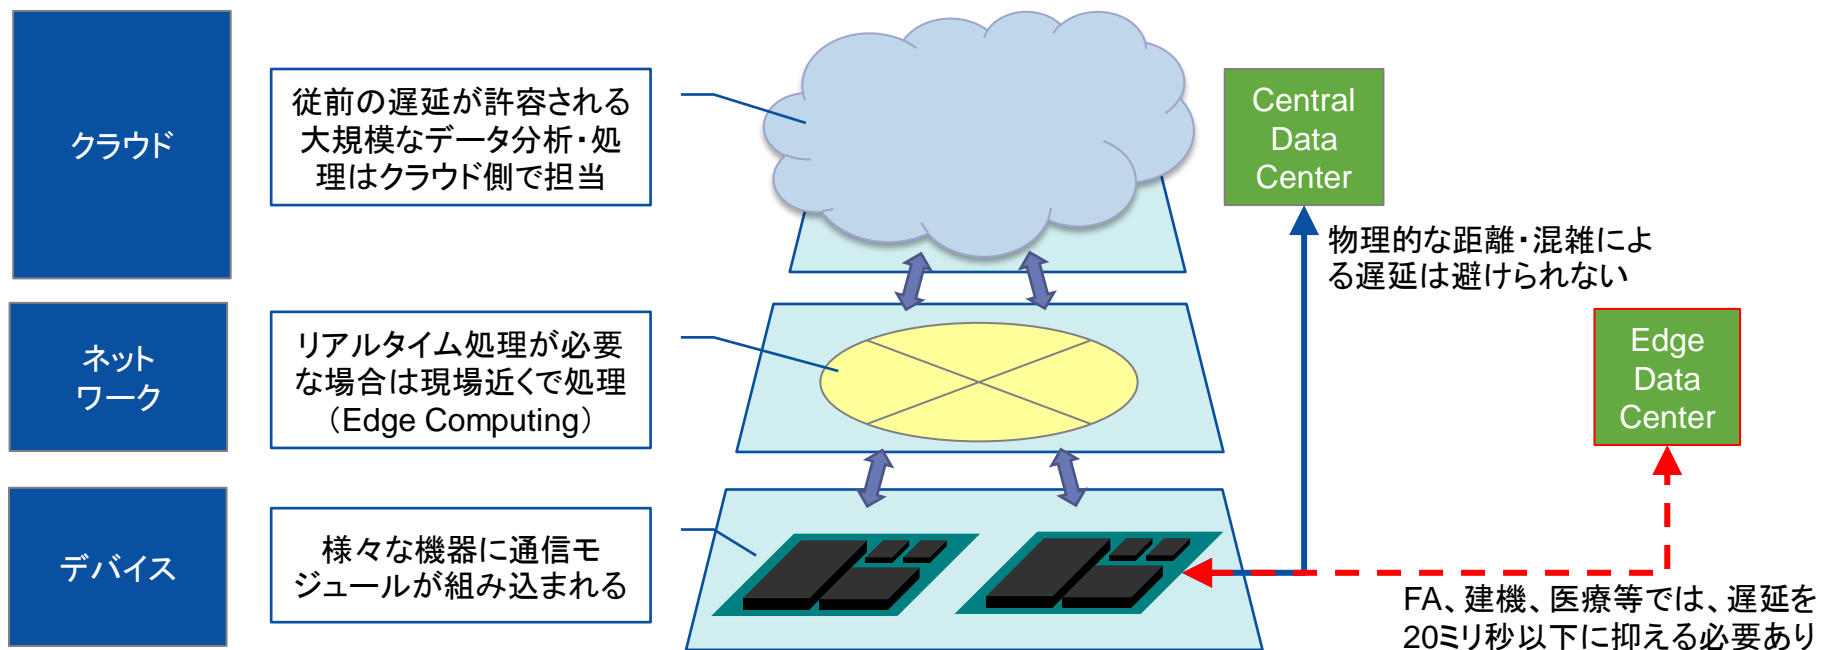 クラウド
従前の遅延が許容される
大規模なデータ分析・処
理はクラウド側で担当
Central
Data
Center
物理的な距離・混雑によ
る遅延は避けられない
ネット
ワーク
リアルタイム処理が必要
な場合は現場近くで処理
（Edge Computing）
Edge
Data
Center
デバイス
様々な機器に通信モ
ジュールが組み込まれる
FA、建機、医療等では、遅延を
20ミリ秒以下に抑える必要あり